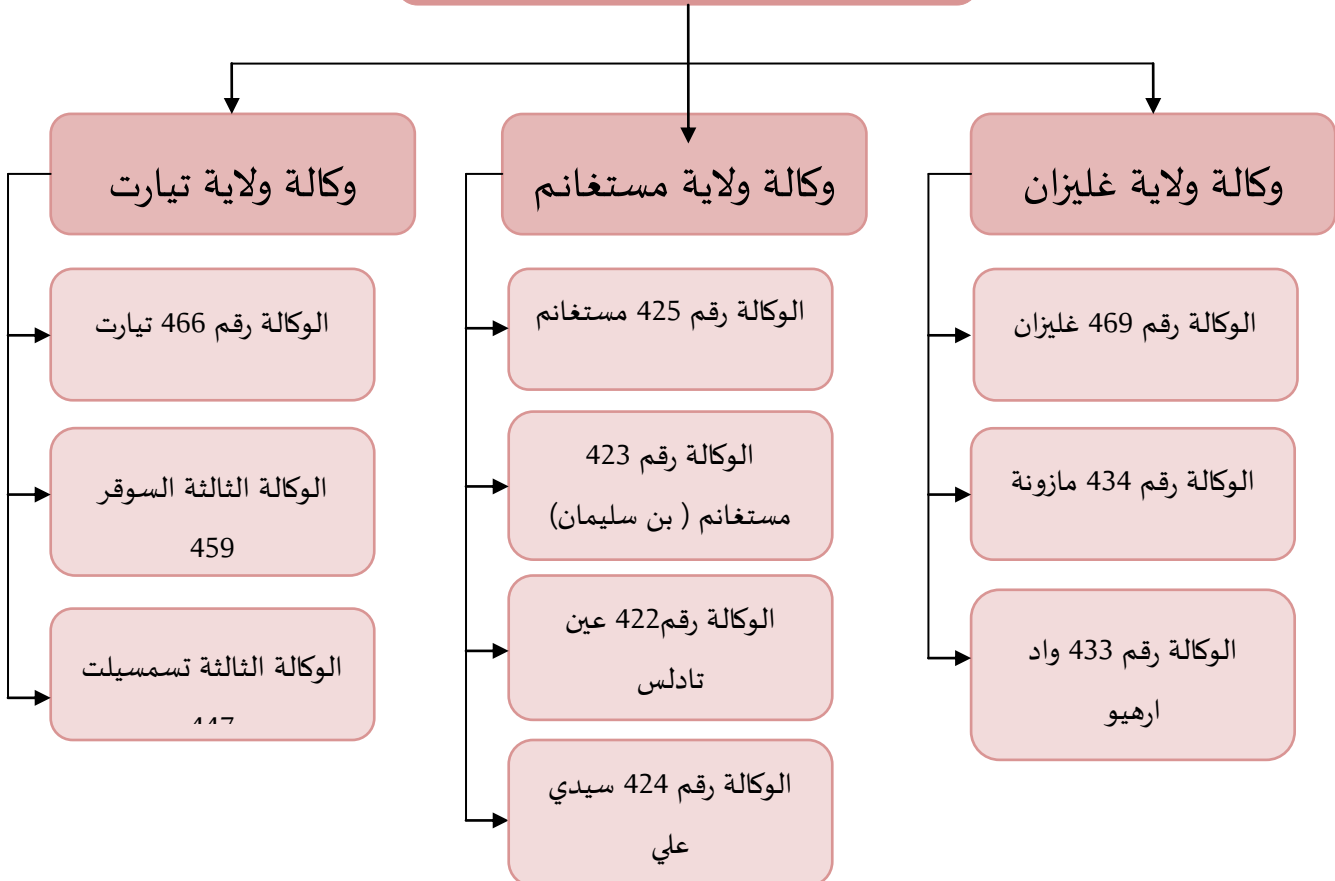 وكالة ولاية غليزان
وكالة ولاية مستغانم
وكالة ولاية تيارت
الوكالة رقم 469 غليزان
الوكالة رقم 434 مازونة
الوكالة رقم 433 واد
ارهيو
الوكالة رقم 425 مستغانم
الوكالة رقم 423
مستغانم ( بن سليمان)
الوكالة رقم422 عين
تادلس
الوكالة رقم 424 سيدي
علي
الوكالة رقم 466 تيارت
الوكالة الثالثة السوقر
459
الوكالة الثالثة تسمسيلت